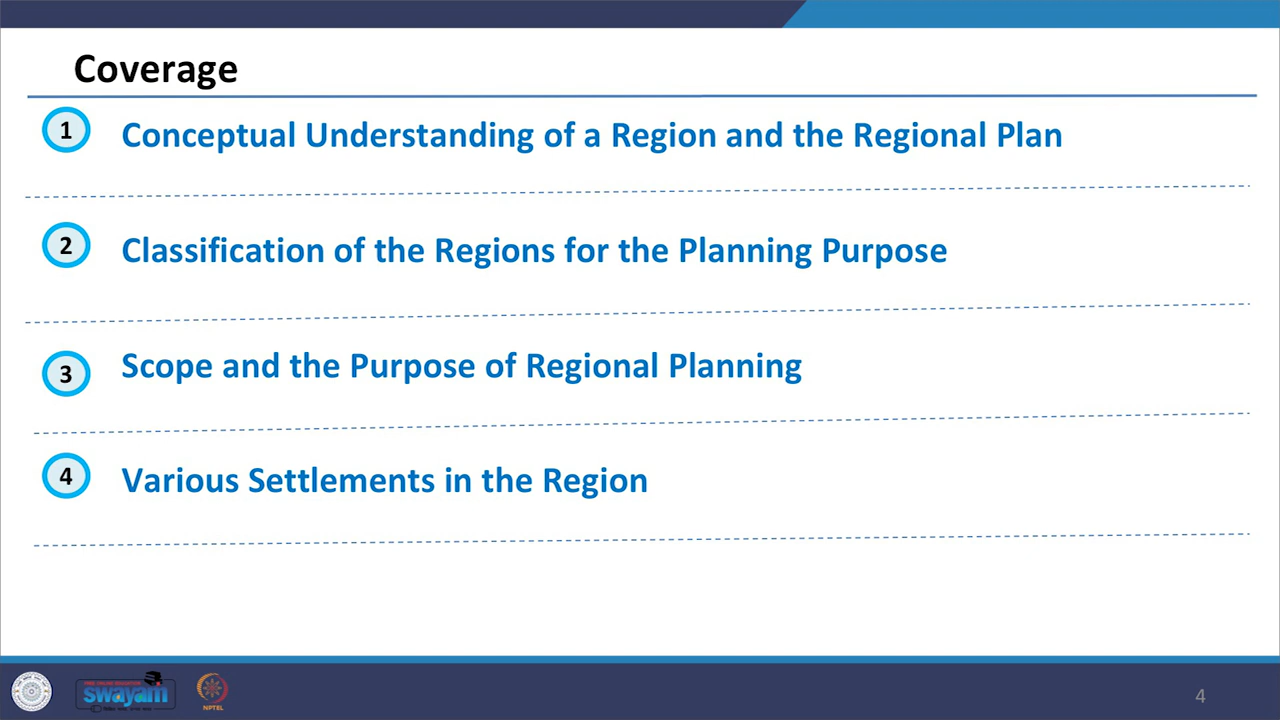 Coverage
1 Conceptual Understanding of a Region and the Regional Plan
2 Classification of the Regions for the Planning Purpose
3 Scope and the Purpose of Regional Planning
4 Various Settlements in the Region
swayam
NPTEL
4